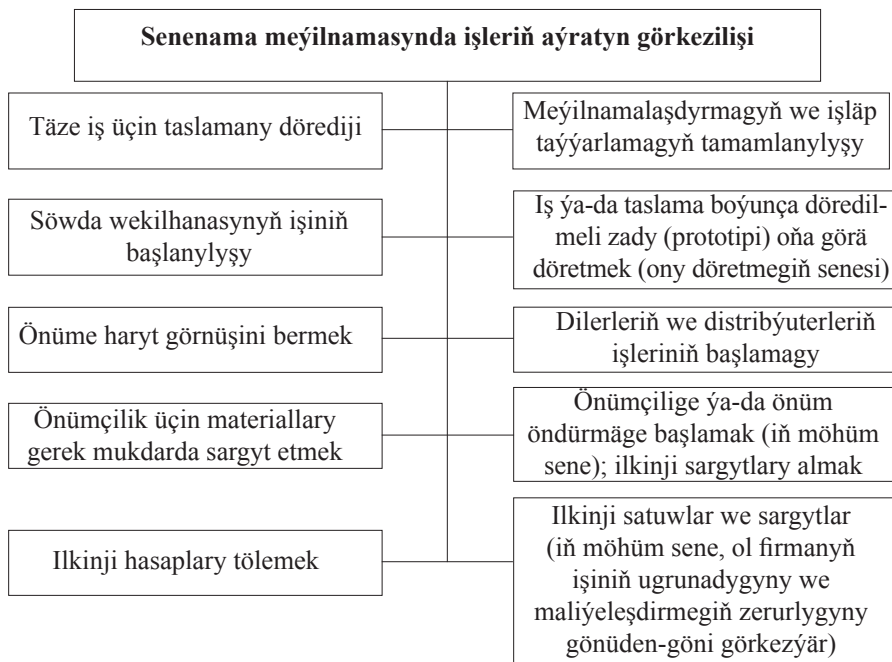 Senenama meýilnamasynda işleriň aýratyn görkezilişi
Täze iş üçin taslamany dörediji
Meýilnamalaşdyrmagyň we işläp
taýýarlamagyň tamamlanylyşy
Söwda wekilhanasynyň işiniň
başlanylyşy
Iş ýa-da taslama boýunça döredil-
meli zady (prototipi) oňa görä
döretmek (ony döretmegiň senesi)
Önüme haryt görnüşini bermek
Dilerleriň we distribýuterleriň
işleriniň başlamagy
Önümçilik üçin materiallary
gerek mukdarda sargyt etmek
Önümçilige ýa-da önüm
öndürmäge başlamak (iň möhüm
sene); ilkinji sargytlary almak
Ilkinji hasaplary tölemek
Ilkinji satuwlar we sargytlar
(iň möhüm sene, ol firmanyň
işiniň ugrunadygyny we
maliýeleşdirmegiň zerurlygyny
gönüden-göni görkezýär)